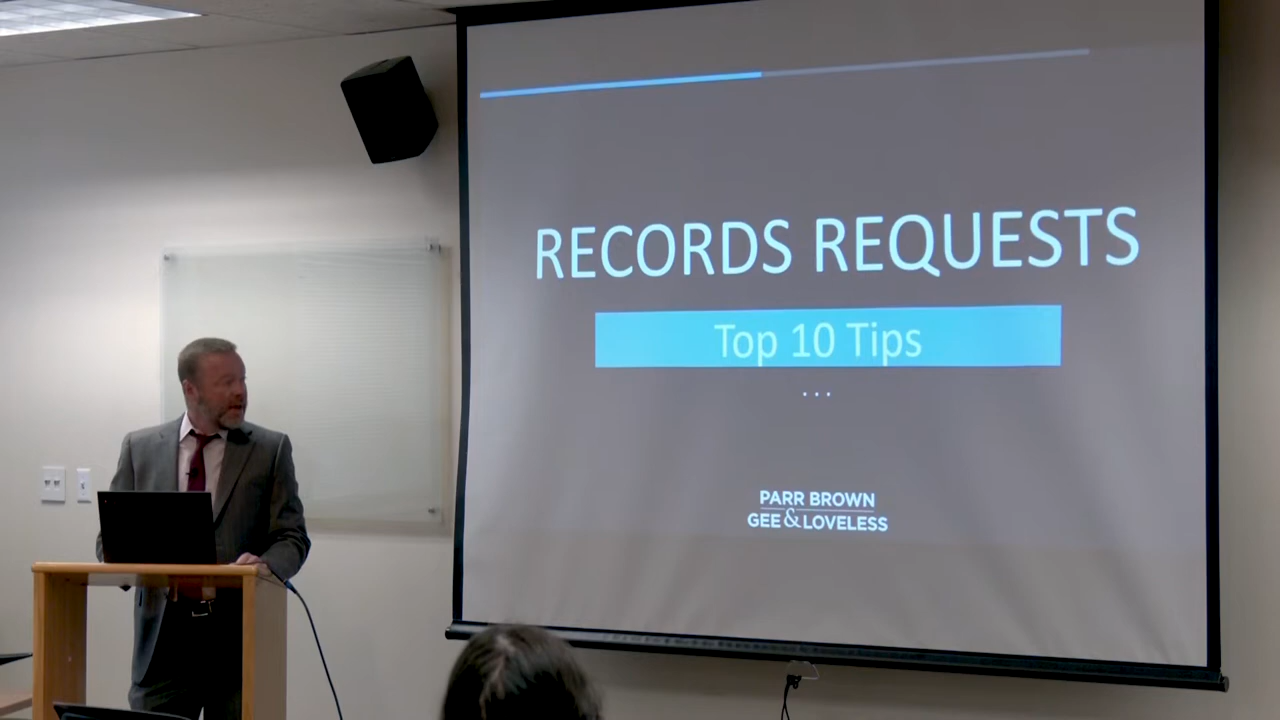 RECORDS REQUESTS
Top 10 Tips
...
PARR BROWN
GEE & LOVELESS